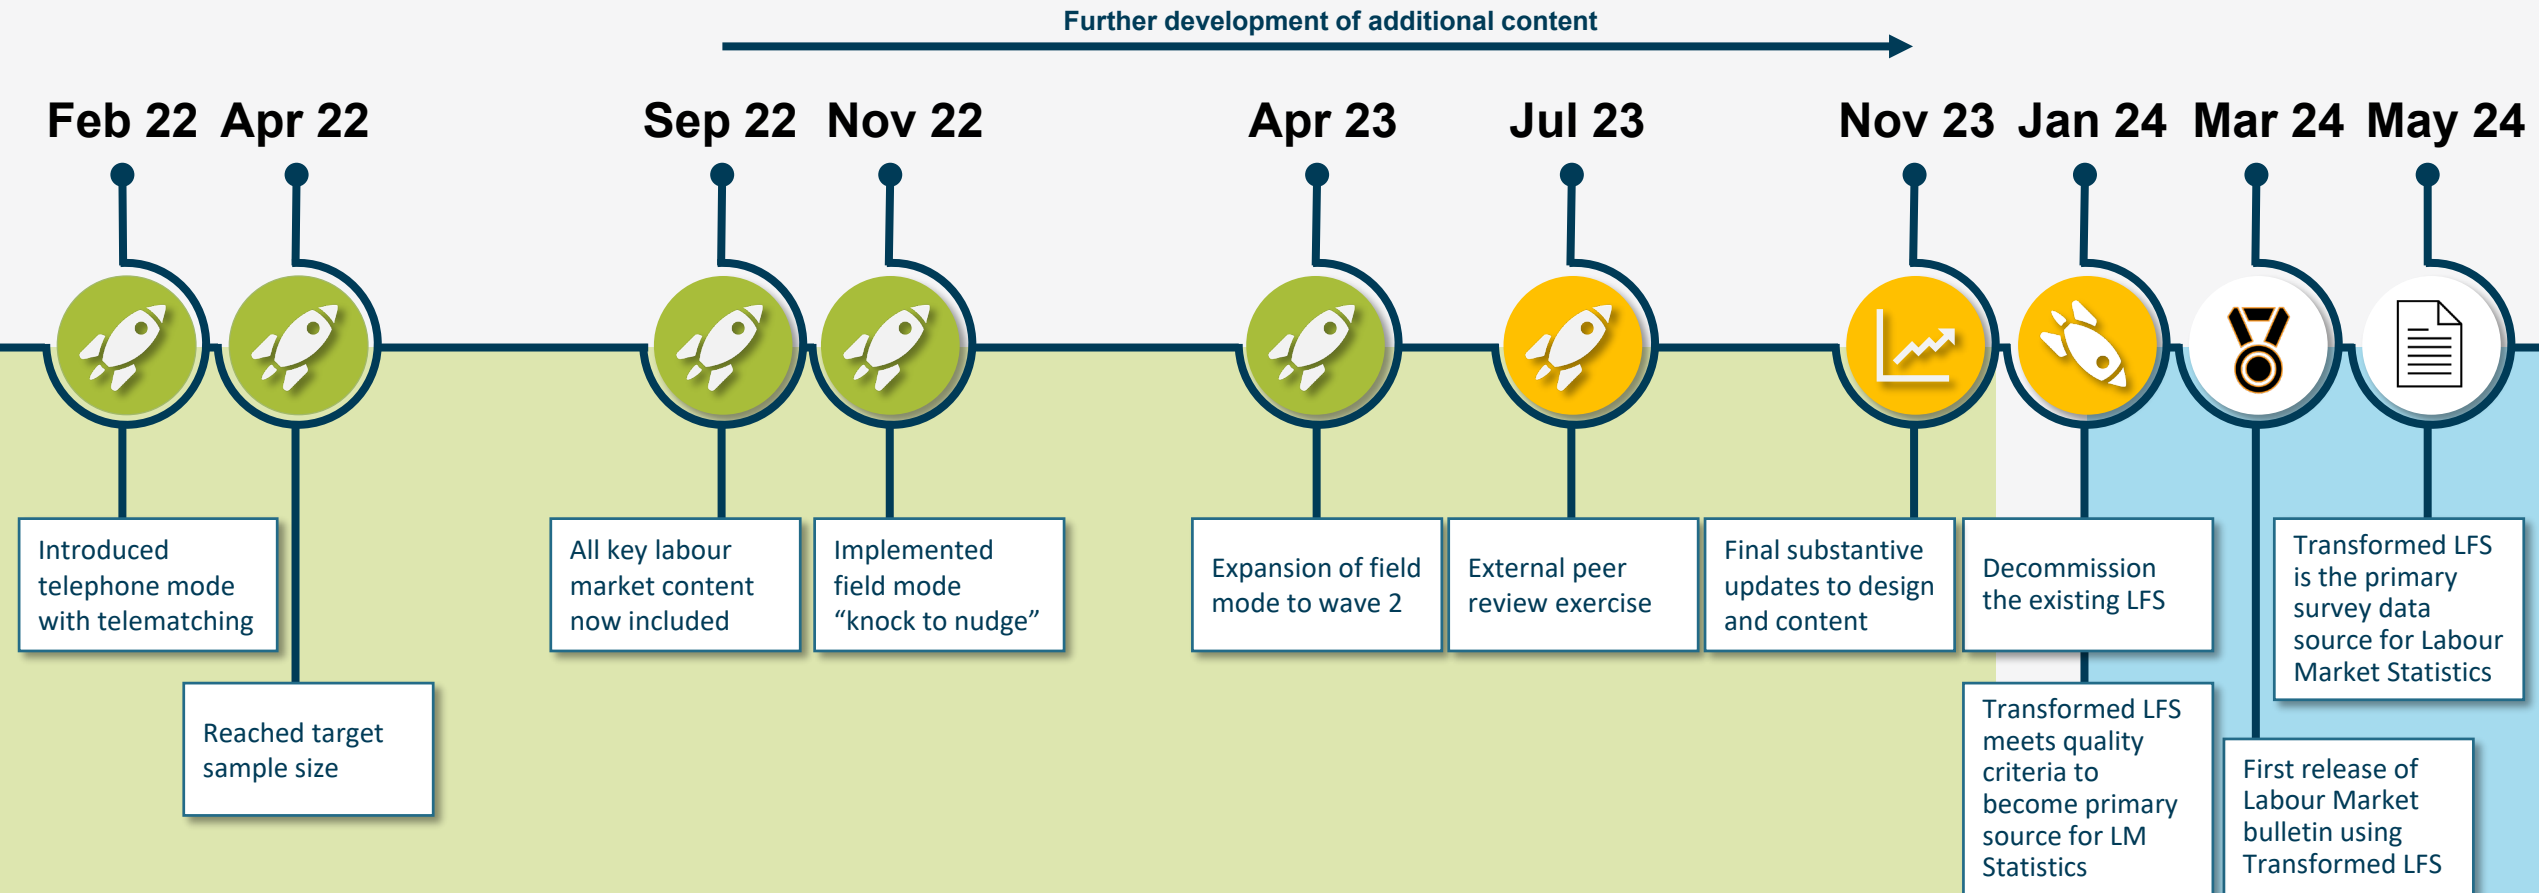 Further development of additional content
Feb 22
Apr 22
Sep 22
Nov 22
Apr 23
Jul 23
Nov 23
Jan 24
Mar 24
May 24
Introduced
telephone mode
with telematching
Reached target
sample size
All key labour
market content
now included
Implemented
field mode
“knock to nudge”
Expansion of field
mode to wave 2
External peer
review exercise
Final substantive
updates to design
and content
Decommission
the existing LFS
Transformed LFS
meets quality
criteria to
become primary
source for LM
Statistics
First release of
Labour Market
bulletin using
Transformed LFS
Transformed LFS
is the primary
survey data
source for Labour
Market Statistics